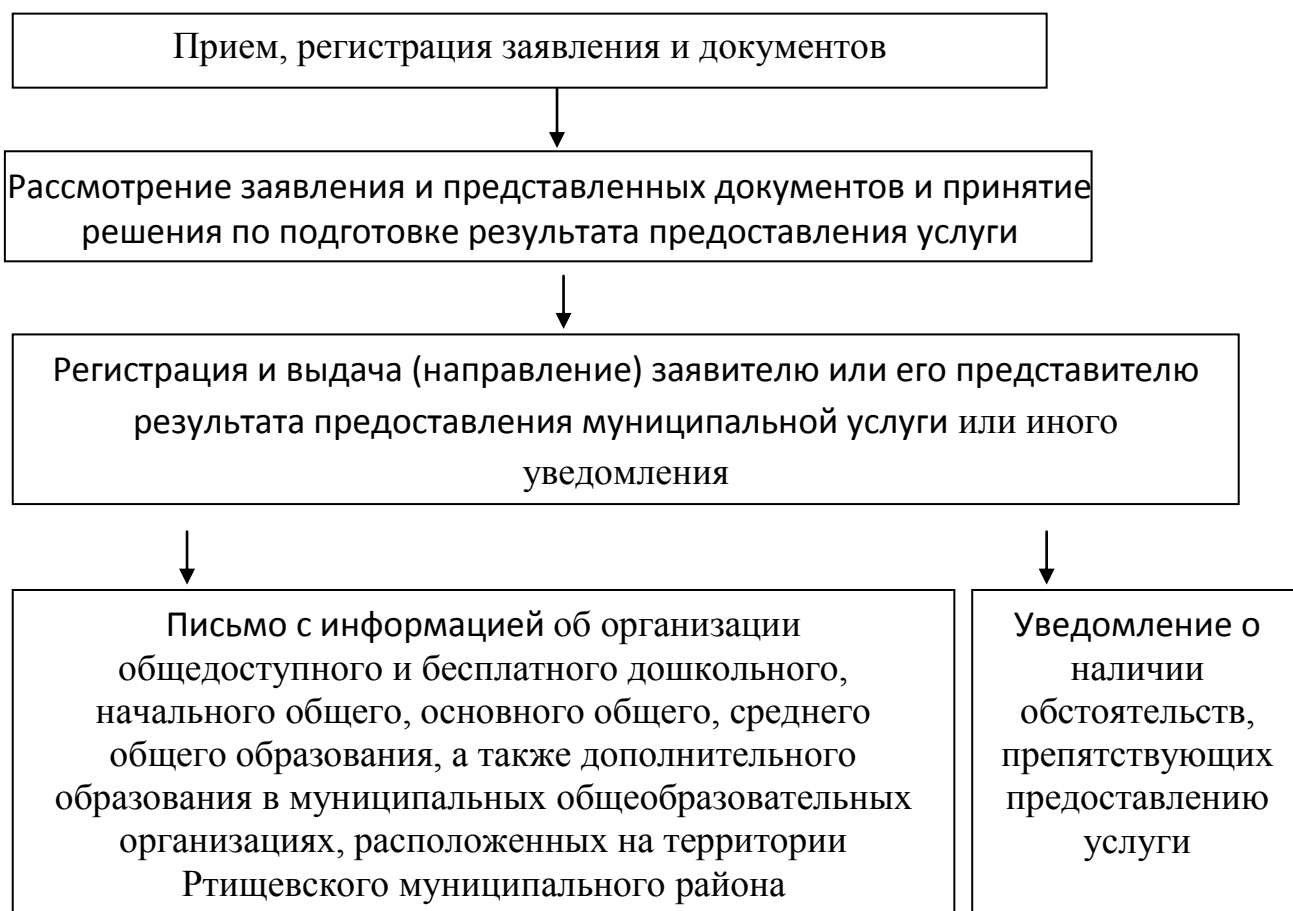 Прием, регистрация заявления и документов
Рассмотрение заявления и представленных документов и принятие
решения по подготовке результата предоставления услуги
Регистрация и выдача (направление) заявителю или его представителю
результата предоставления муниципальной услуги или иного
уведомления
Письмо с информацией об организации
общедоступного и бесплатного дошкольного,
начального общего, основного общего, среднего
общего образования, а также дополнительного
образования в муниципальных общеобразовательных
организациях, расположенных на территории
Ртищевского муниципального района
Уведомление о
наличии
обстоятельств,
препятствующих
предоставлению
услуги